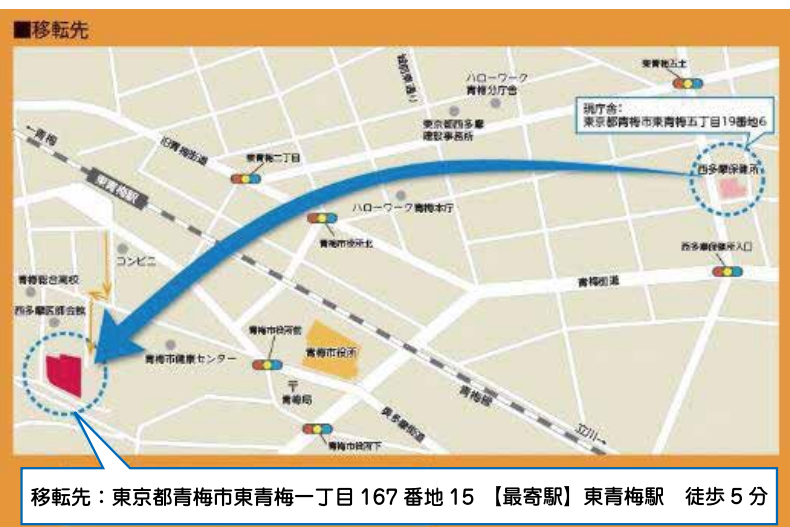 ■移転先
東青梅五士
ハローワーク
青梅分庁舎
城前東通り
現庁舎:
東京都青梅市東青梅五丁目19番地6
東京都西多摩
建設事務所
←青梅
旧青梅街道
東青梅二丁目
西多摩保健所
東青梅駅
ハローワーク青梅本庁
青梅市役所北
西多摩保健所入口
コンビニ
青梅総合高校
青梅街道
西多摩医師会館
青梅市役所前
青梅市健康センター
青梅市役所
〒
青梅局
青梅線
奥多摩街道
立川→
青梅市役所下
移転先：東京都青梅市東青梅一丁目167番地15 【最寄駅】東青梅駅　徒歩5分